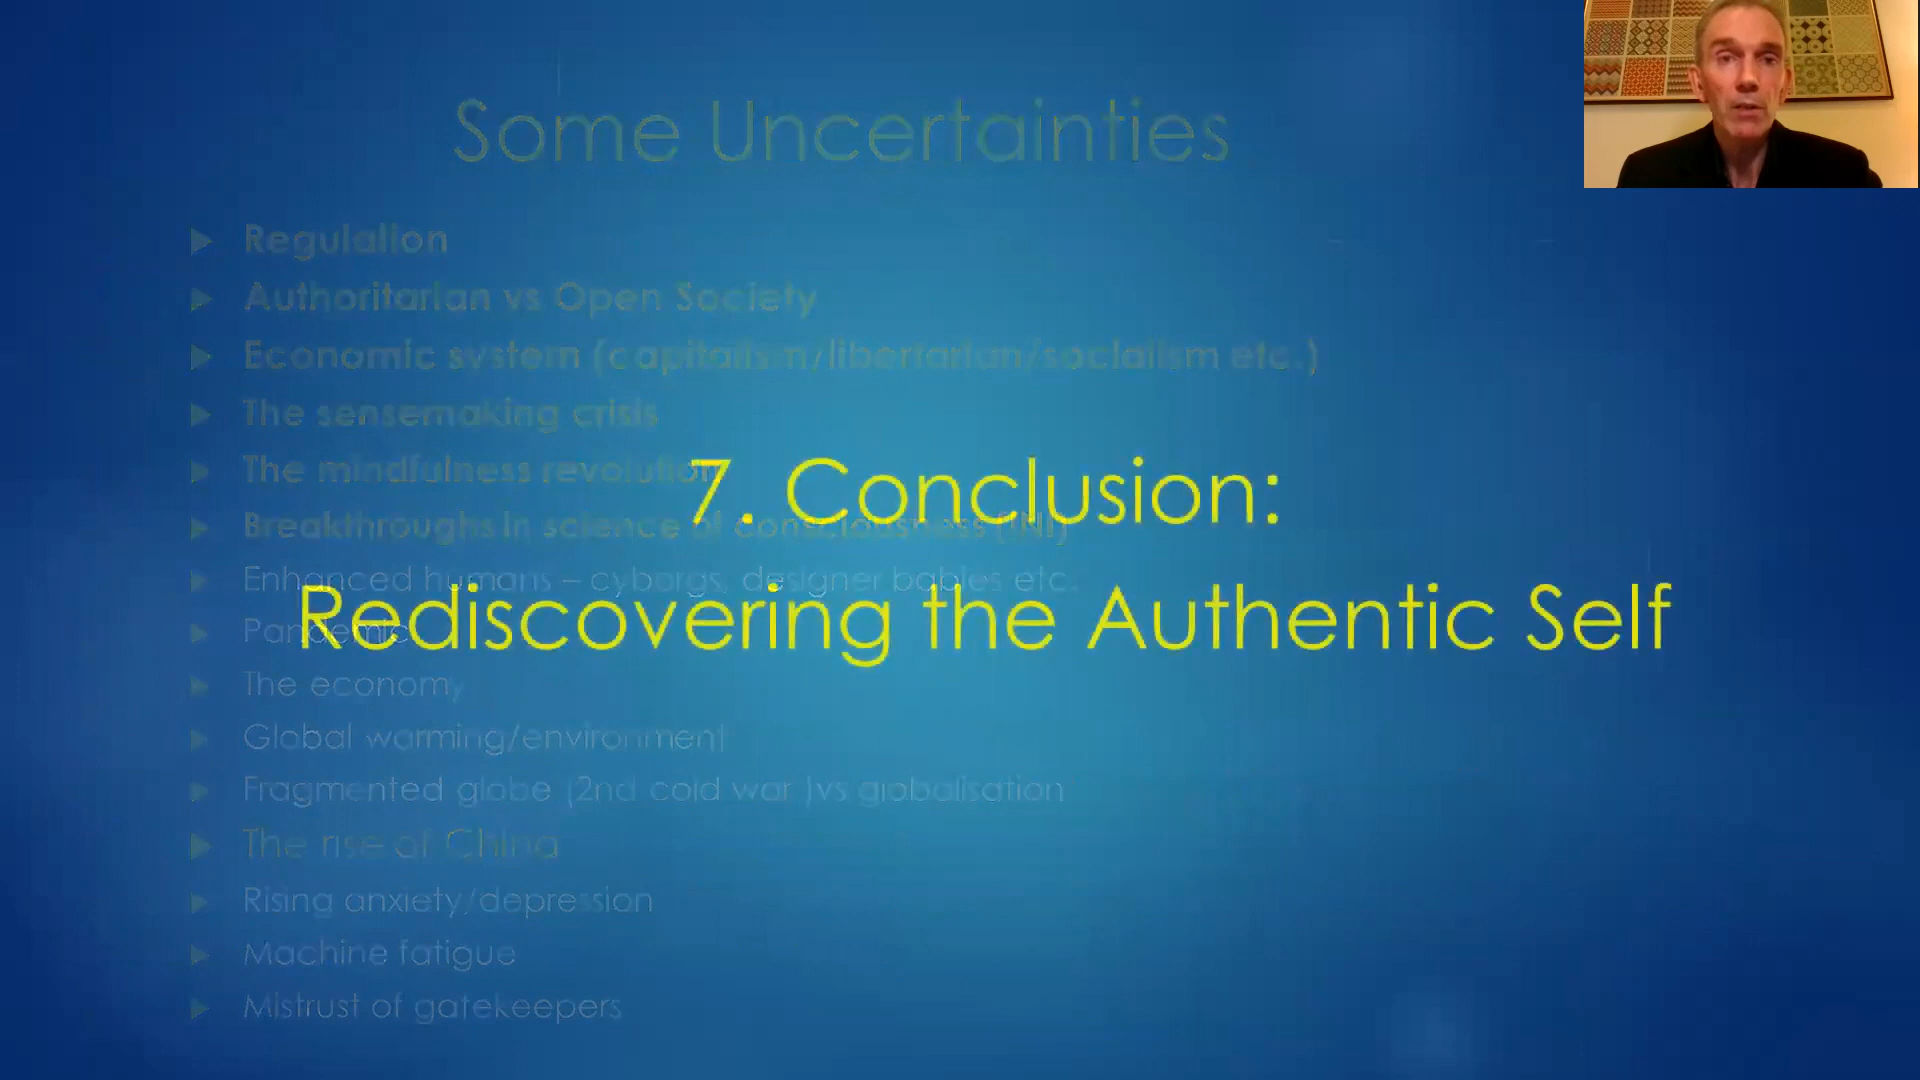 Some Uncertainties
Regulation
Authoritarian vs Open Society
Economic system (capitalism/libertarian/socialism etc.)
The sensemaking crisis
The mindfulness revolution
7. Conclusion:
Breakthroughs in science of consciousness (INI)
Enhanced humans – cyborgs, designer babies etc.
Rediscovering the Authentic Self
Pandemic
The economy
Global warming/environment
Fragmented globe (2nd cold war )vs globalisation
The rise of China
Rising anxiety/depression
Machine fatigue
Mistrust of gatekeepers